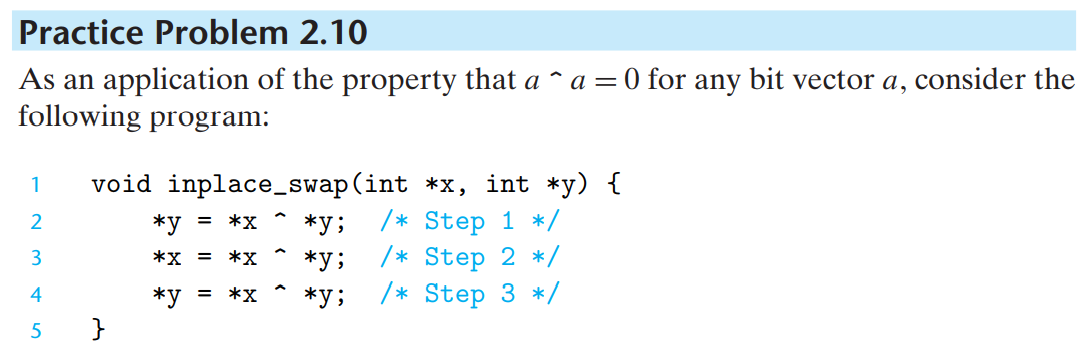 Practice Problem 2.10
As an application of the property that a ^ a = 0 for any bit vector a, consider the
following program:
1 void inplace_swap(int *x, int *y) {
2 *y = *x ^ *y; /* Step 1 */
3 *x = *x ^ *y; /* Step 2 */
4 *y = *x ^ *y; /* Step 3 */
5 }